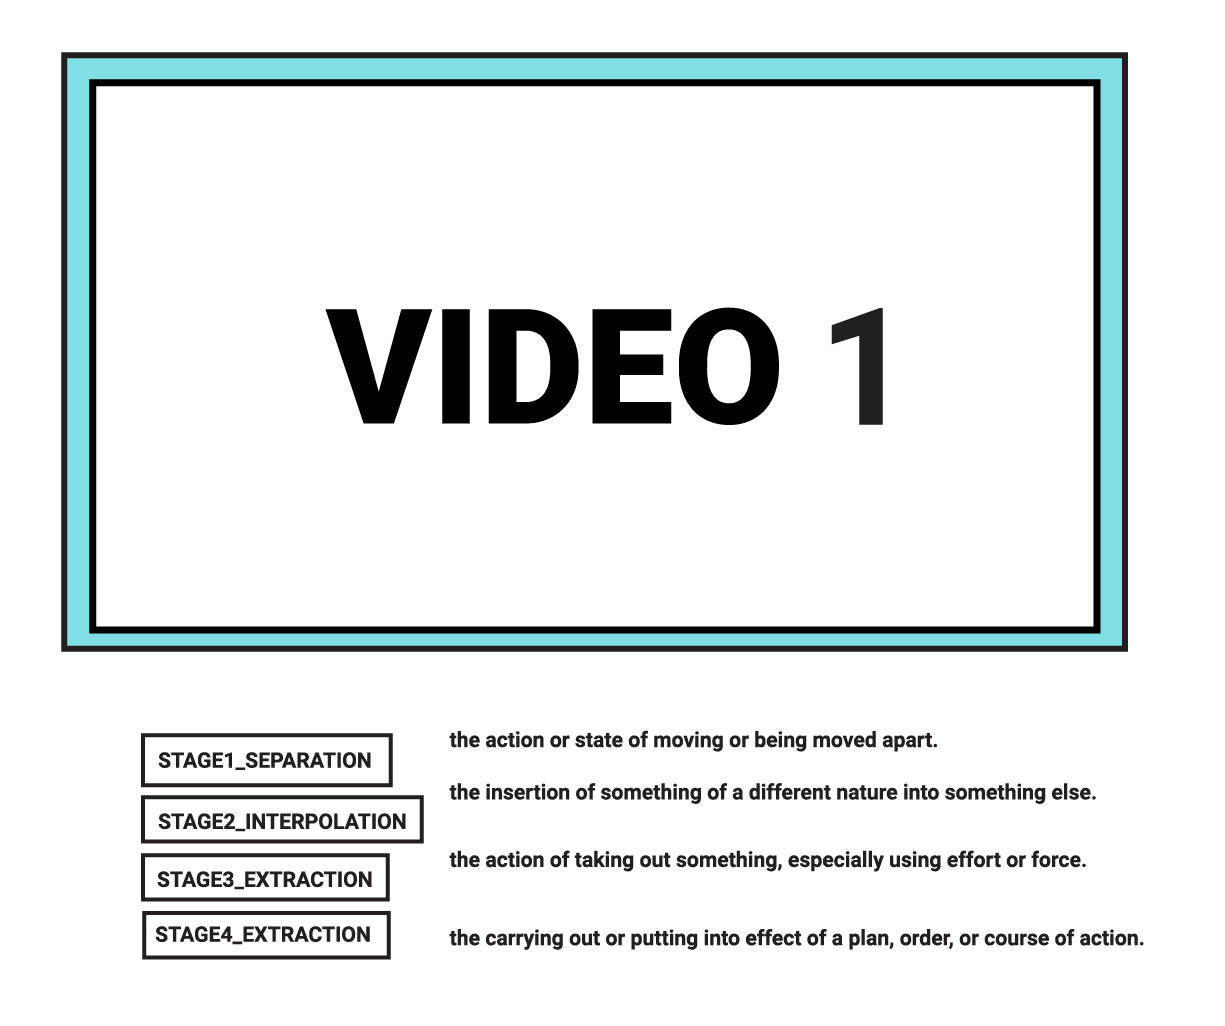 VIDEO 1
STAGE1_SEPARATION
the action or state of moving or being moved apart.
STAGE2_INTERPOLATION
the insertion of something of a different nature into something else.
STAGE3_EXTRACTION
the action of taking out something, especially using effort or force.
STAGE4_EXTRACTION
the carrying out or putting into effect of a plan, order, or course of action.